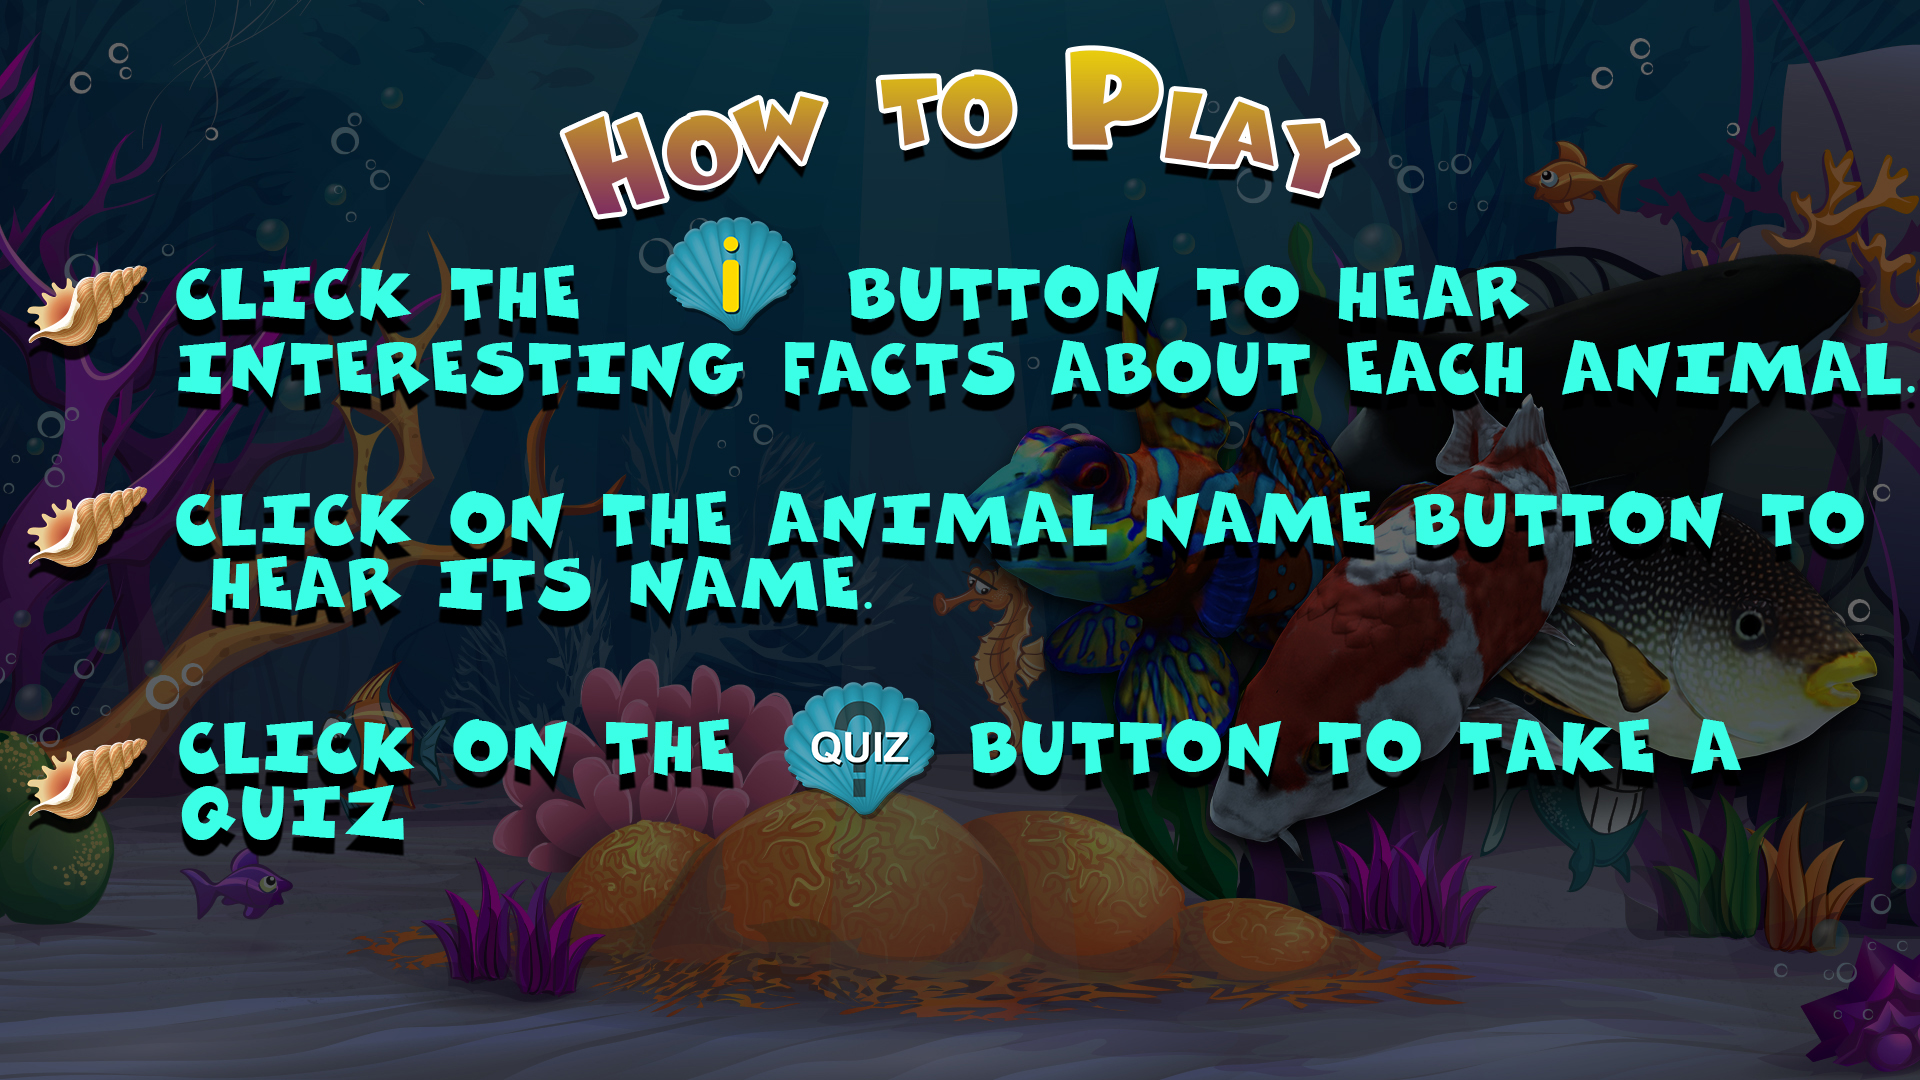 How to Play
CLICK THE i BUTTON TO HEAR
INTERESTING FACTS ABOUT EACH ANIMAL.
CLICK ON THE ANIMAL NAME BUTTON TO
HEAR ITS NAME.
CLICK ON THE ? QUIZ BUTTON TO TAKE A
QUIZ